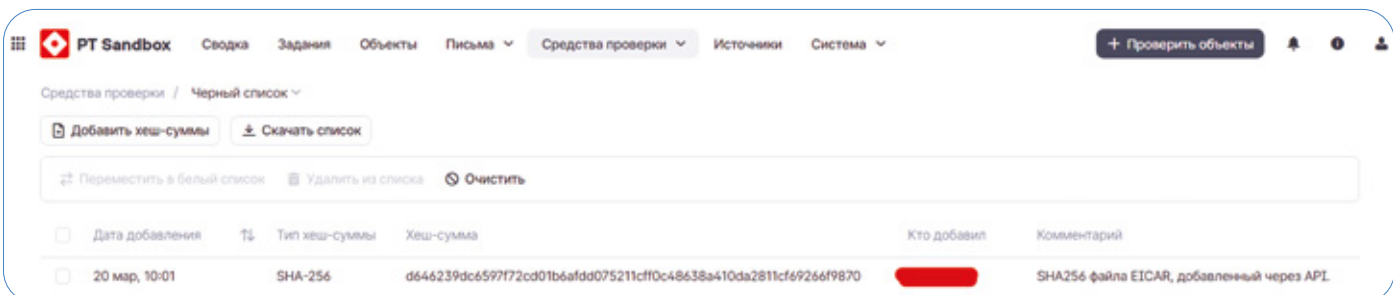 PT Sandbox Сводка Задания Объекты Письма Средства проверки Источники Система + Проверить объекты
Средства проверки / Черный список
Добавить хеш-суммы Скачать список
Переместить в белый список Удалить из списка Очистить
Дата добавления Тип хеш-суммы Хеш-сумма Кто добавил Комментарий
20 мар, 10:01 SHA-256 d646239dc6597f72cd01b6afdd075211cff0c48638a410da2811cf69266f9870 SHA256 файла EICAR, добавленный через API.